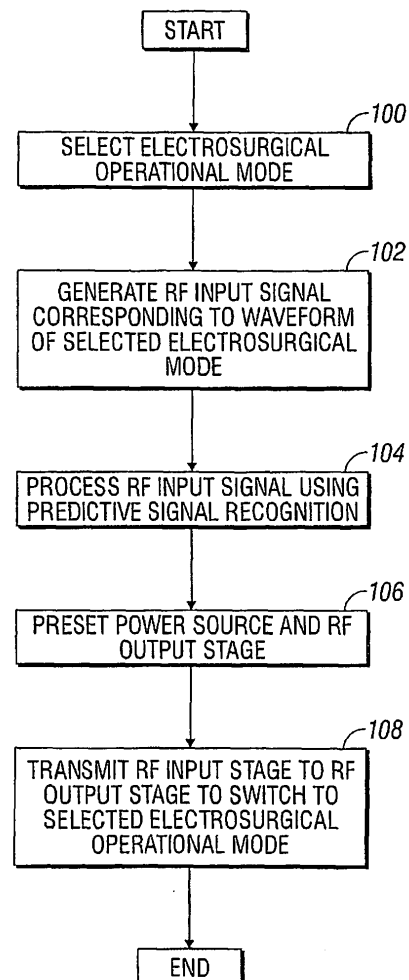 START
100
SELECT ELECTROSURGICAL
OPERATIONAL MODE
102
GENERATE RF INPUT SIGNAL
CORRESPONDING TO WAVEFORM
OF SELECTED ELECTROSURGICAL
MODE
104
PROCESS RF INPUT SIGNAL USING
PREDICTIVE SIGNAL RECOGNITION
106
PRESET POWER SOURCE AND RF
OUTPUT STAGE
108
TRANSMIT RF INPUT STAGE TO RF
OUTPUT STAGE TO SWITCH TO
SELECTED ELECTROSURGICAL
OPERATIONAL MODE
END